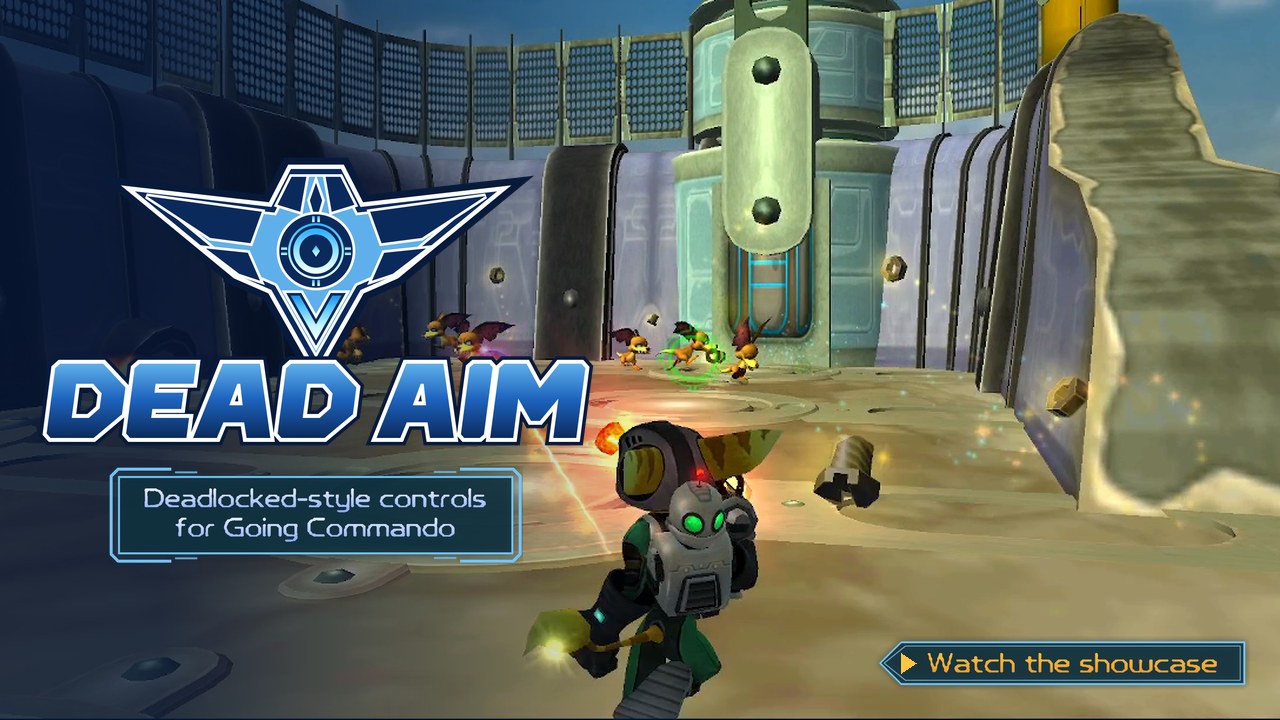 DEAD AIM
Deadlocked-style controls
for Going Commando
Watch the showcase